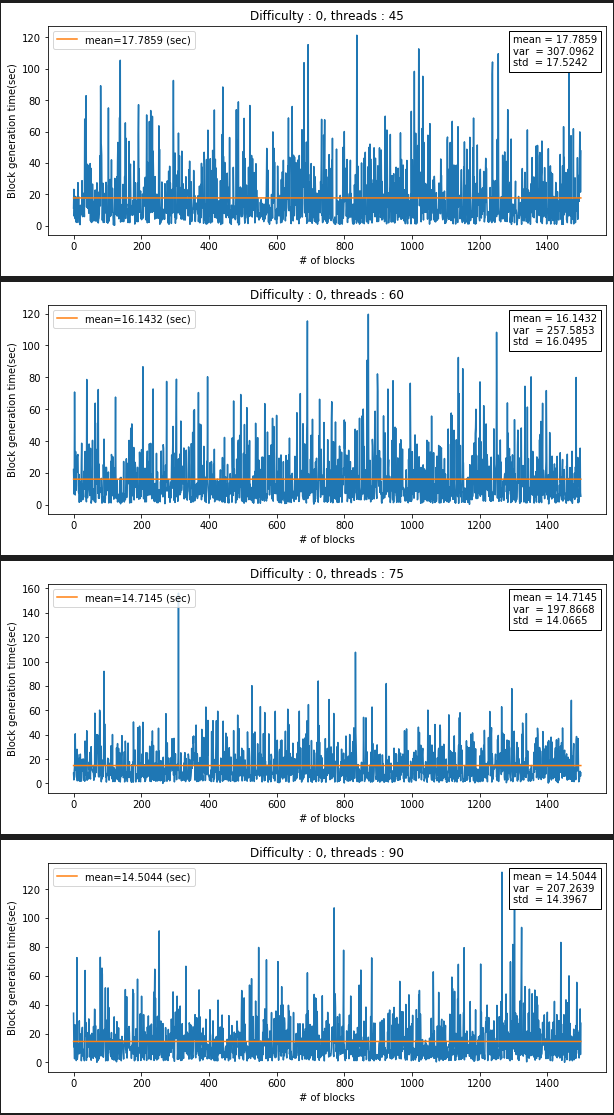 Difficulty : 0, threads : 45
Block generation time(sec)
120
100
80
60
40
20
0
mean=17.7859 (sec)
mean = 17.7859
var = 307.0962
std = 17.5242
0 200 400 600 800 1000 1200 1400
# of blocks
Difficulty : 0, threads : 60
Block generation time(sec)
120
100
80
60
40
20
0
mean=16.1432 (sec)
mean = 16.1432
var = 257.5853
std = 16.0495
0 200 400 600 800 1000 1200 1400
# of blocks
Difficulty : 0, threads : 75
Block generation time(sec)
160
140
120
100
80
60
40
20
0
mean=14.7145 (sec)
mean = 14.7145
var = 197.8668
std = 14.0665
0 200 400 600 800 1000 1200 1400
# of blocks
Difficulty : 0, threads : 90
Block generation time(sec)
120
100
80
60
40
20
0
mean=14.5044 (sec)
mean = 14.5044
var = 207.2639
std = 14.3967
0 200 400 600 800 1000 1200 1400
# of blocks